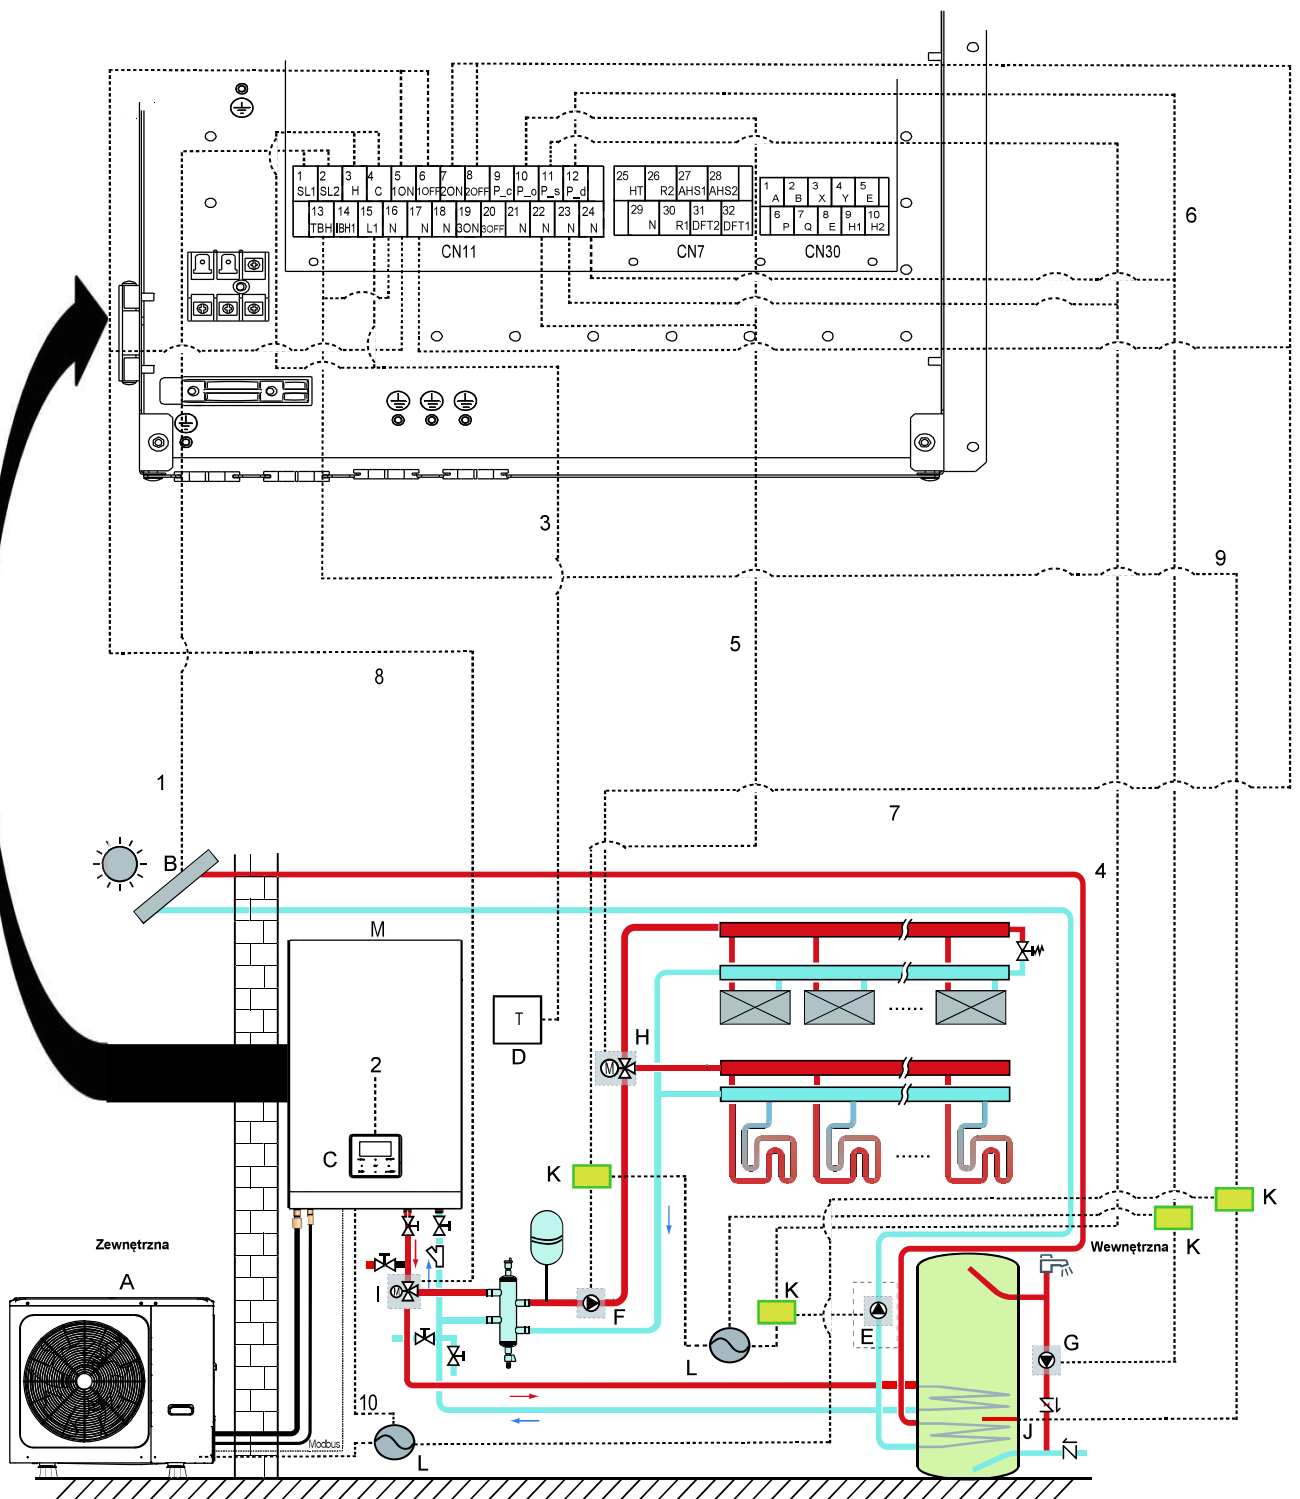 1 2 3 4 5 6 7 8 9 10 11 12
SL1 SL2 H C 1ON 1OFF 2ON 2OFF P_c P_o P_s P_d
13 14 15 16 17 18 19 20 21 22 23 24
TBH IBH1 L1 N N N 3ON 3OFF N N N N
CN11
25 26 27 28
HT R2 AHS1 AHS2
29 30 31 32
N R1 DFT2 DFT1
CN7
1 2 3 4 5
A B X Y E
6 7 8 9 10
P Q E H1 H2
CN30
6
3
9
5
8
1
7
B
4
M
T
D
H
2
C
K
K
K
Zewnętrzna
Wewnętrzna
A
I
M
M
F
K
E
G
L
10
J
Modbus
L